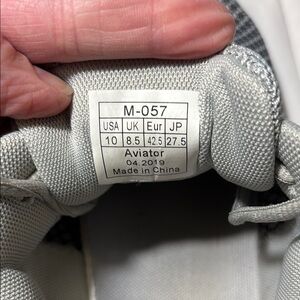 M-057
USA UK Eur JP
10 8.5 42.5 27.5
Aviator
04.2019
Made in China